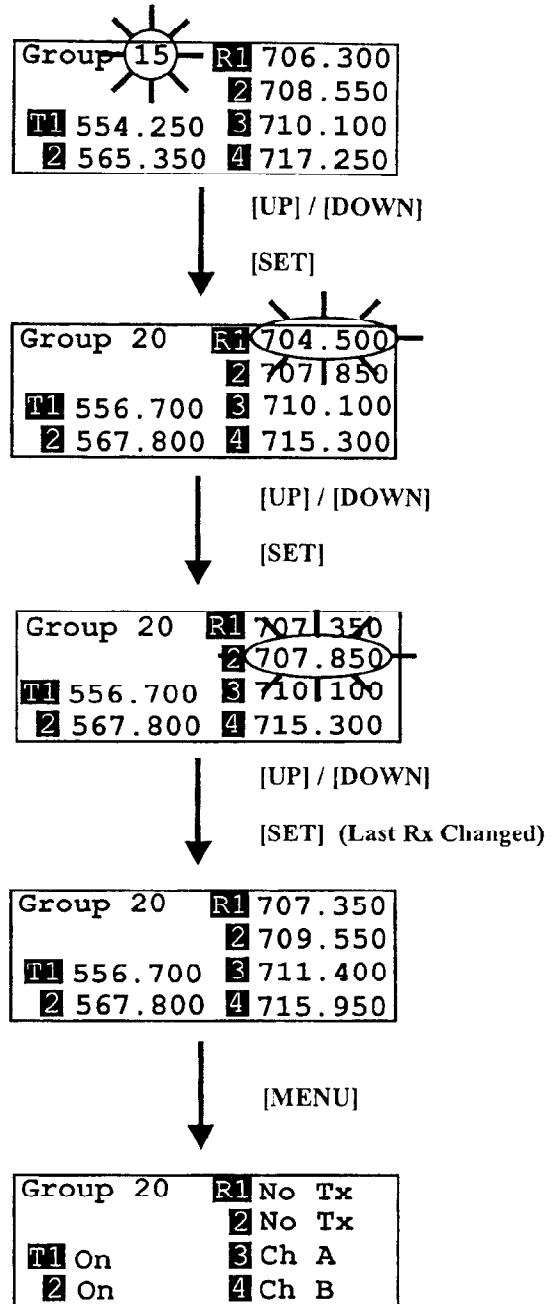 Group 15 R1 706.300
2 708.550
T1 554.250 3 710.100
2 565.350 4 717.250
[UP] / [DOWN]
[SET]
Group 20 R1 704.500
2 707.850
T1 556.700 3 710.100
2 567.800 4 715.300
[UP] / [DOWN]
[SET]
Group 20 R1 707.350
2 707.850
T1 556.700 3 710.100
2 567.800 4 715.300
[UP] / [DOWN]
[SET] (Last Rx Changed)
Group 20 R1 707.350
2 709.550
T1 556.700 3 711.400
2 567.800 4 715.950
[MENU]
Group 20 R1 No Tx
2 No Tx
T1 On 3 Ch A
2 On 4 Ch B